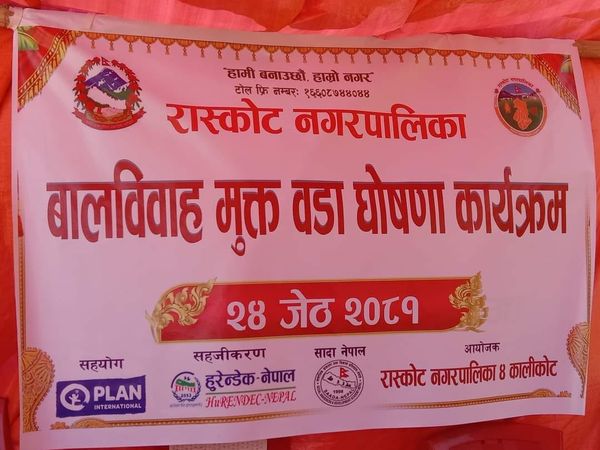 "हामी बनाउछौं, हाम्रो नगर"
टोल फ्रि नम्बर: १६६०८७४४०४४
रास्कोट नगरपालिका
बालविवाह मुक्त वडा घोषणा कार्यक्रम
२४ जेठ २०८१
सहयोग
PLAN
INTERNATIONAL
सहजीकरण
हुरेन्डेक-नेपाल
HuRENDEC-NEPAL
सादा नेपाल
आयोजक
रास्कोट नगरपालिका ४ कालीकोट